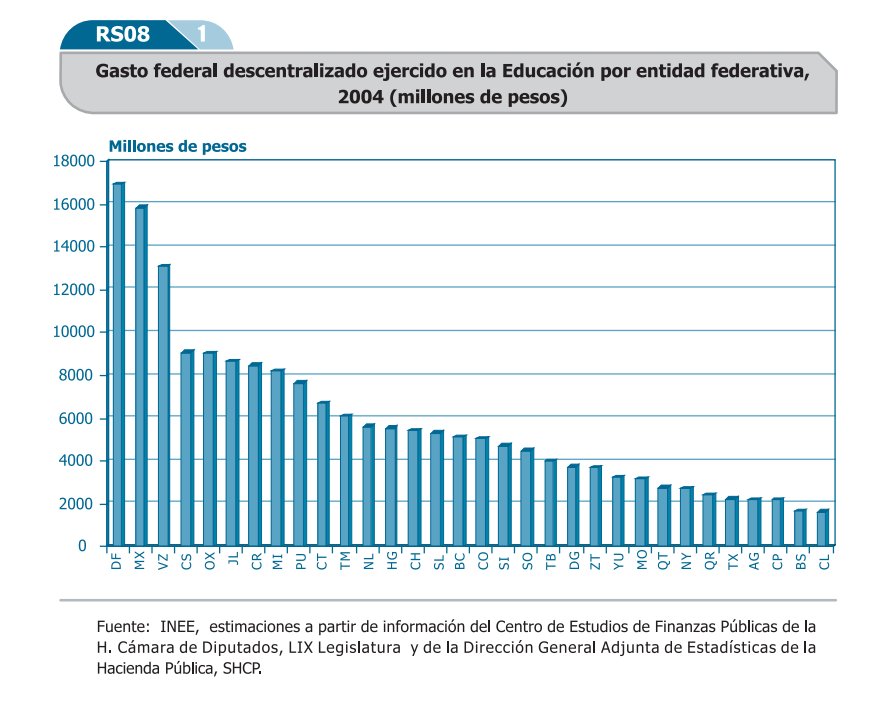 RS08 1
Gasto federal descentralizado ejercido en la Educación por entidad federativa,
2004 (millones de pesos)
Millones de pesos
18000
16000
14000
12000
10000
8000
6000
4000
2000
0
DF MX VZ CS OX JL CR MI PU CT TM NL HG CH SL BC CO SI SO TB DG ZT YU MO QT NY QR TX AG CP BS CL
Fuente: INEE, estimaciones a partir de información del Centro de Estudios de Finanzas Públicas de la
H. Cámara de Diputados, LIX Legislatura y de la Dirección General Adjunta de Estadísticas de la
Hacienda Pública, SHCP.